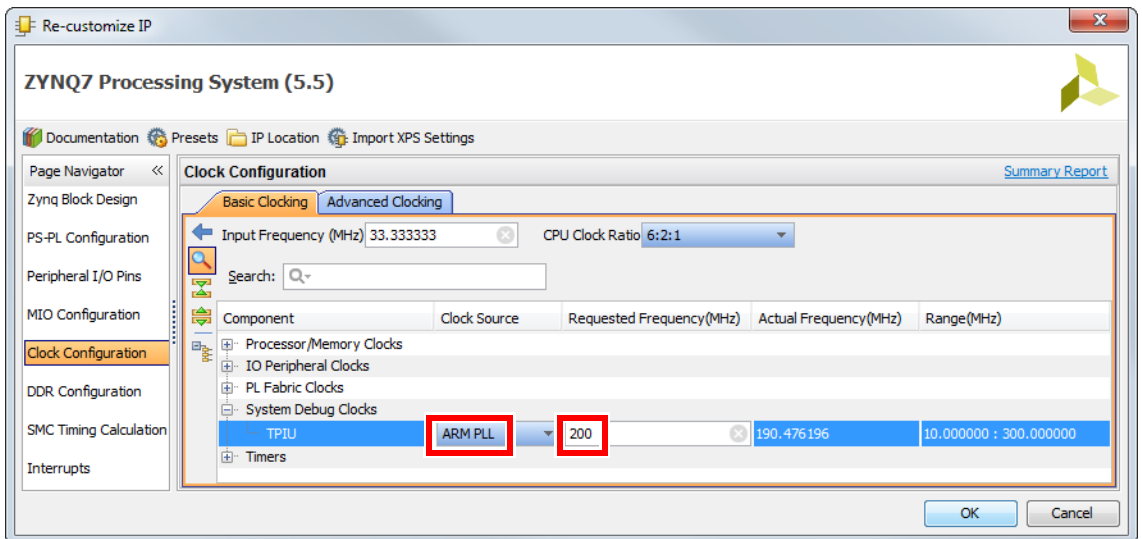 Re-customize IP
ZYNQ7 Processing System (5.5)
Documentation Presets IP Location Import XPS Settings
Page Navigator «
Zynq Block Design
PS-PL Configuration
Peripheral I/O Pins
MIO Configuration
Clock Configuration
DDR Configuration
SMC Timing Calculation
Interrupts
Clock Configuration Summary Report
Basic Clocking Advanced Clocking
Input Frequency (MHz) 33.333333 CPU Clock Ratio 6:2:1
Search:
Component Clock Source Requested Frequency(MHz) Actual Frequency(MHz) Range(MHz)
Processor/Memory Clocks
IO Peripheral Clocks
PL Fabric Clocks
System Debug Clocks
TPIU ARM PLL 200 190.476196 10.000000 : 300.000000
Timers
OK Cancel